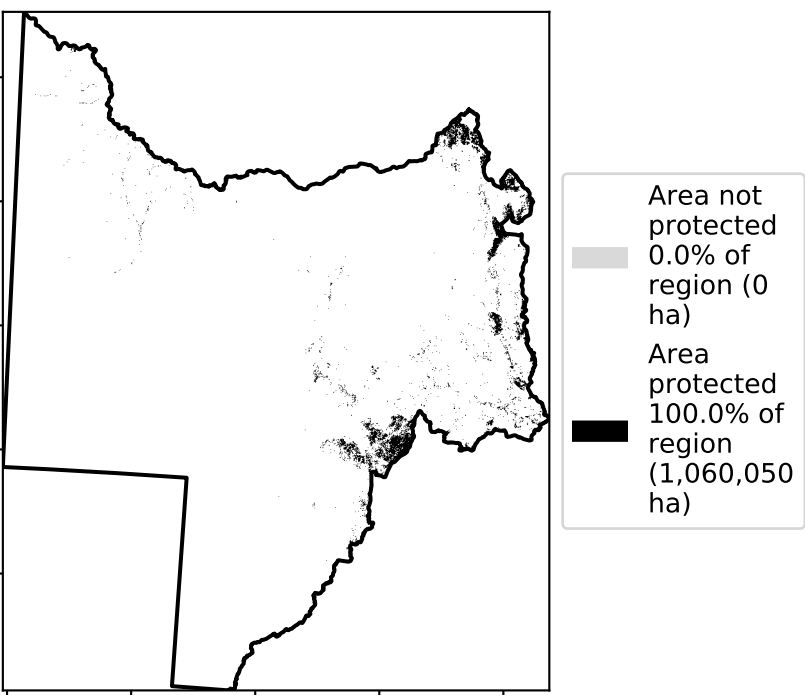 Area not
protected
0.0% of
region (0
ha)
Area
protected
100.0% of
region
(1,060,050
ha)